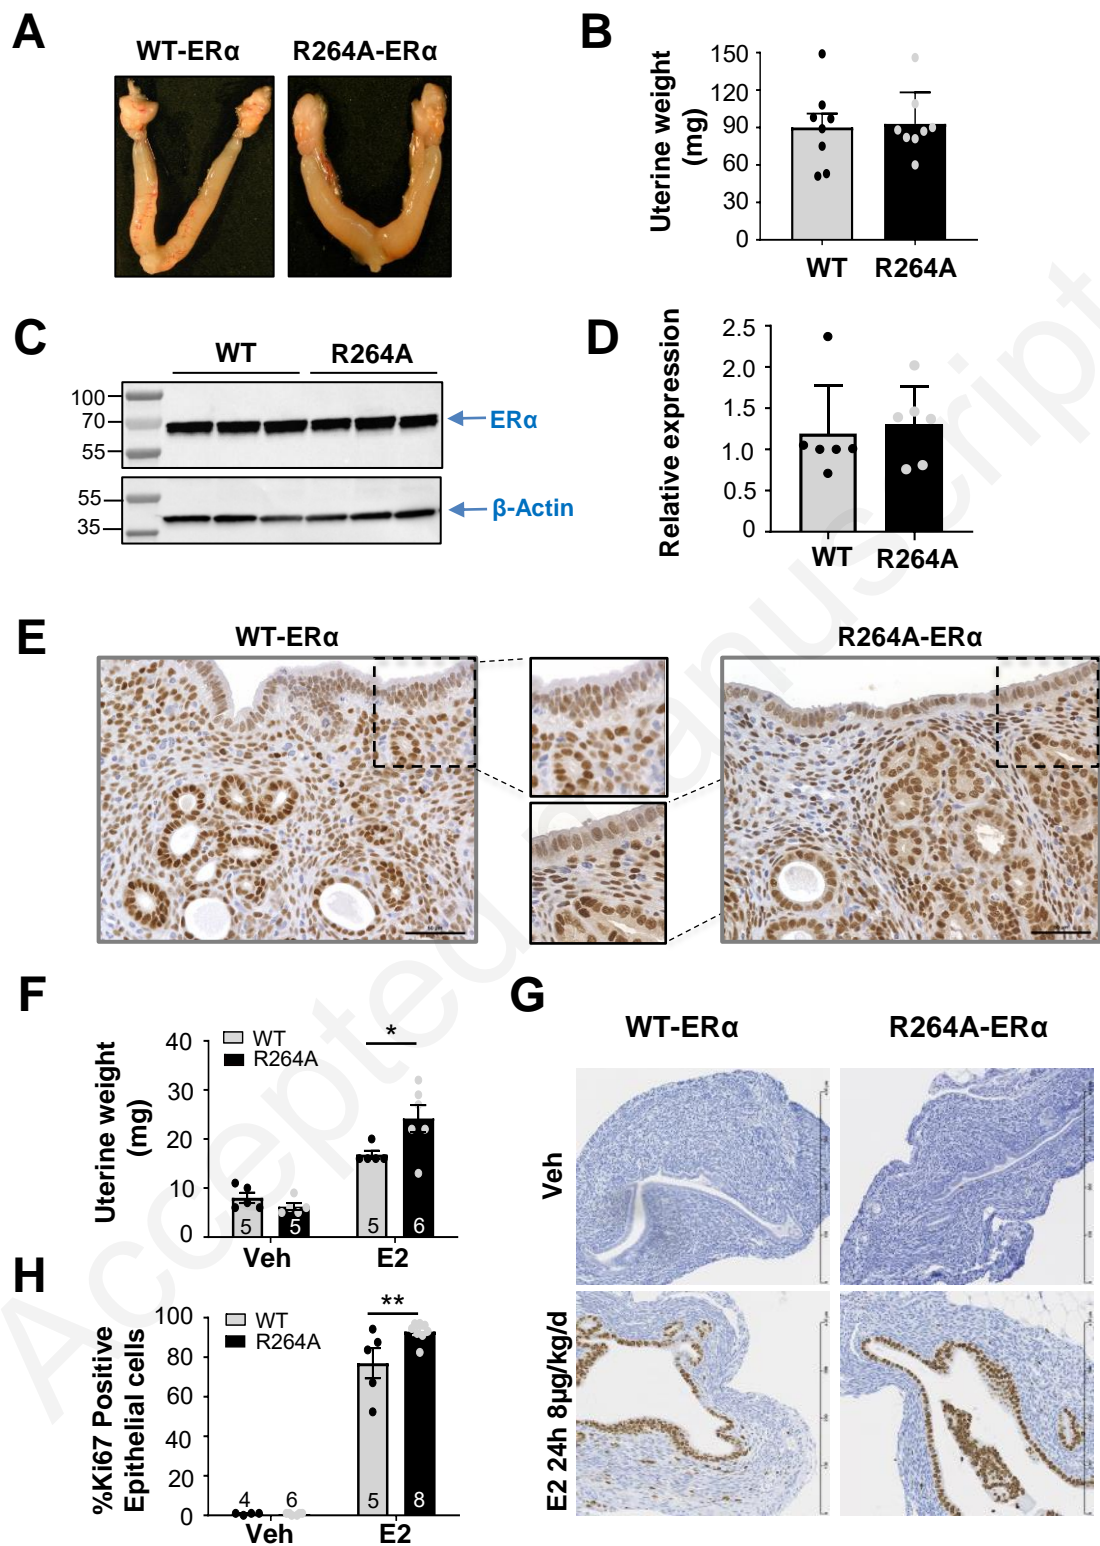 A
WT-ERα R264A-ERα
B
Uterine weight
(mg)
150
120
90
60
30
0
WT R264A
C
WT R264A
100
70
55
ERα
55
35
β-Actin
D
Relative expression
2.5
2.0
1.5
1.0
0.5
0
WT R264A
E
WT-ERα R264A-ERα
F
Uterine weight
(mg)
40
30
20
10
0
WT
R264A
*
5 5 5 6
Veh E2
G
WT-ERα R264A-ERα
Veh
E2 24h 8µg/kg/d
H
%Ki67 Positive
Epithelial cells
100
80
60
40
20
0
WT
R264A
**
4 6 5 8
Veh E2
Accepted Manuscript